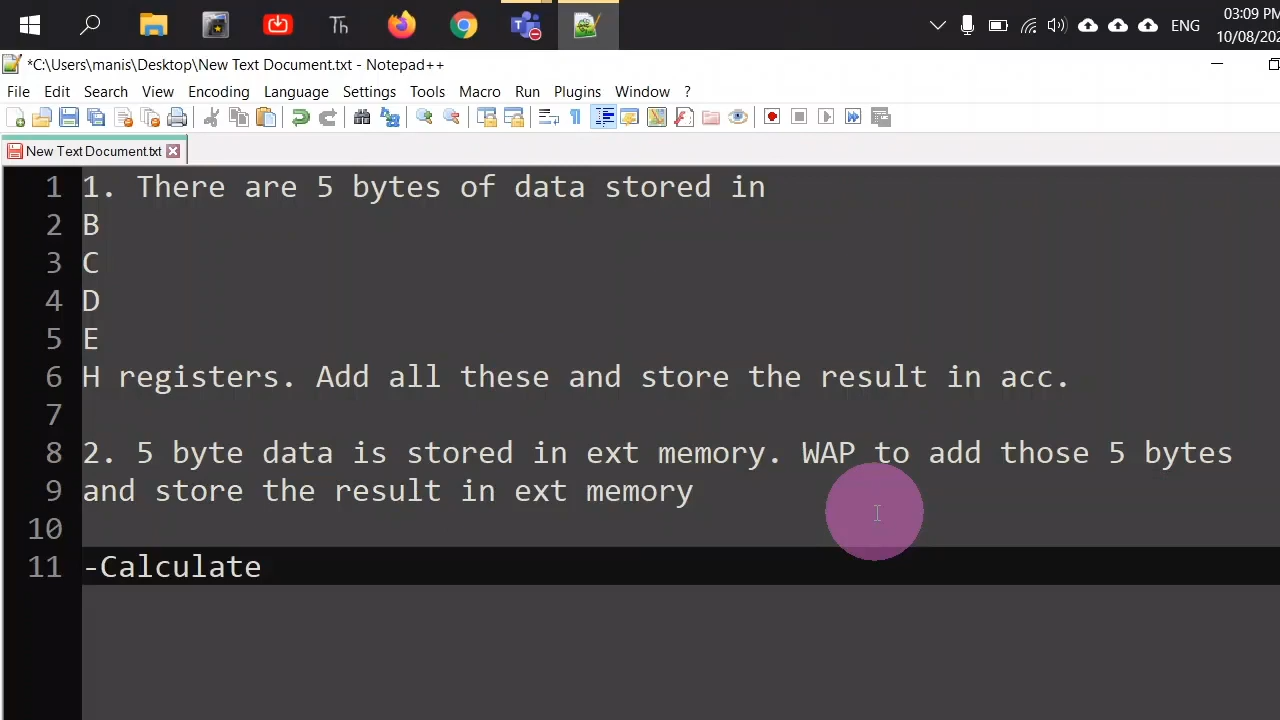 Th
ENG
03:09 PM
10/08/202
*C:\Users\manis\Desktop\New Text Document.txt - Notepad++
File Edit Search View Encoding Language Settings Tools Macro Run Plugins Window ?
New Text Document.txt
1 1. There are 5 bytes of data stored in
2 B
3 C
4 D
5 E
6 H registers. Add all these and store the result in acc.
7
8 2. 5 byte data is stored in ext memory. WAP to add those 5 bytes
9 and store the result in ext memory
10
11 -Calculate